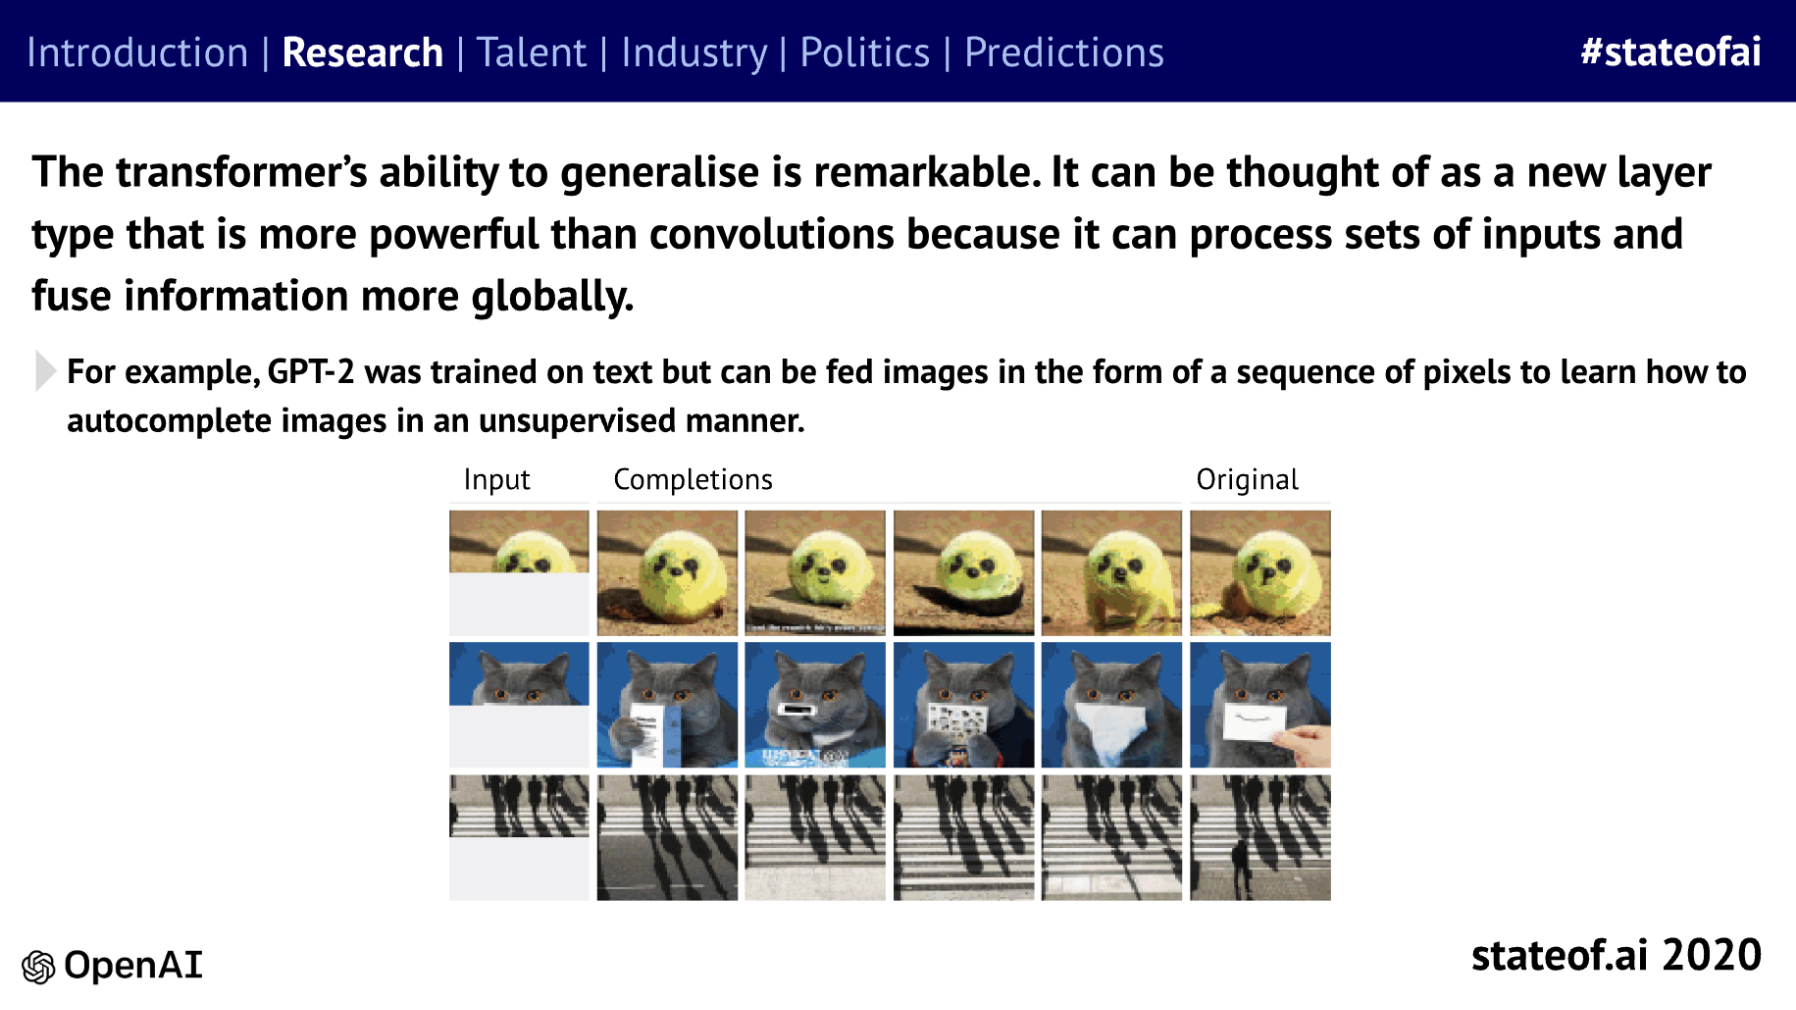 Introduction | Research | Talent | Industry | Politics | Predictions
#stateofai
The transformer’s ability to generalise is remarkable. It can be thought of as a new layer
type that is more powerful than convolutions because it can process sets of inputs and
fuse information more globally.
For example, GPT-2 was trained on text but can be fed images in the form of a sequence of pixels to learn how to
autocomplete images in an unsupervised manner.
Input
Completions
Original
OpenAI
stateof.ai 2020